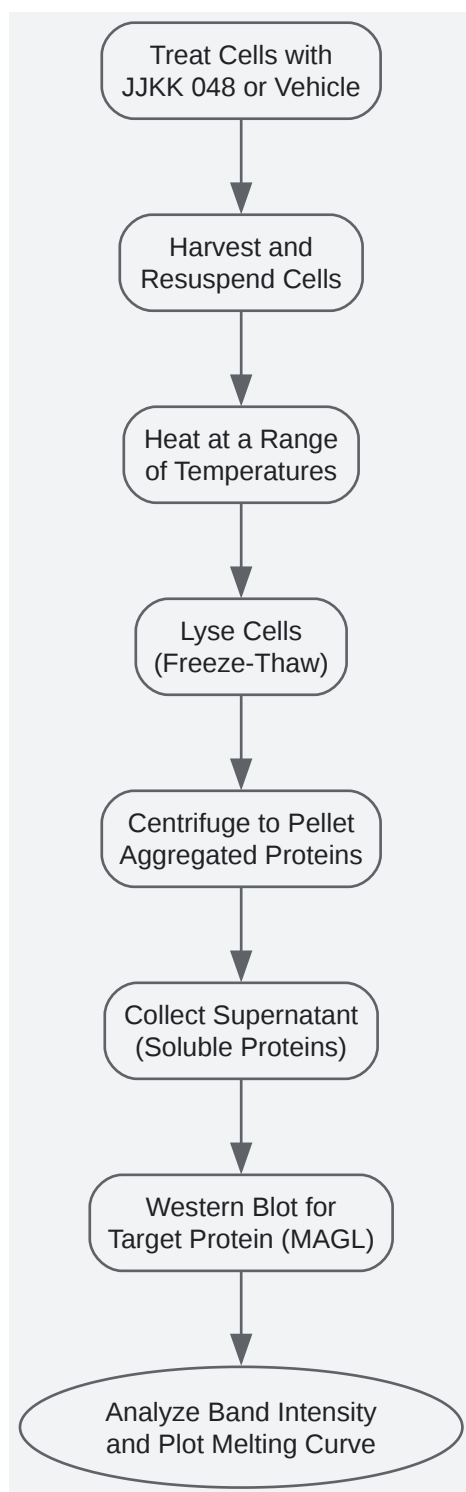 Treat Cells with
JJKK 048 or Vehicle
Harvest and
Resuspend Cells
Heat at a Range
of Temperatures
Lyse Cells
(Freeze-Thaw)
Centrifuge to Pellet
Aggregated Proteins
Collect Supernatant
(Soluble Proteins)
Western Blot for
Target Protein (MAGL)
Analyze Band Intensity
and Plot Melting Curve